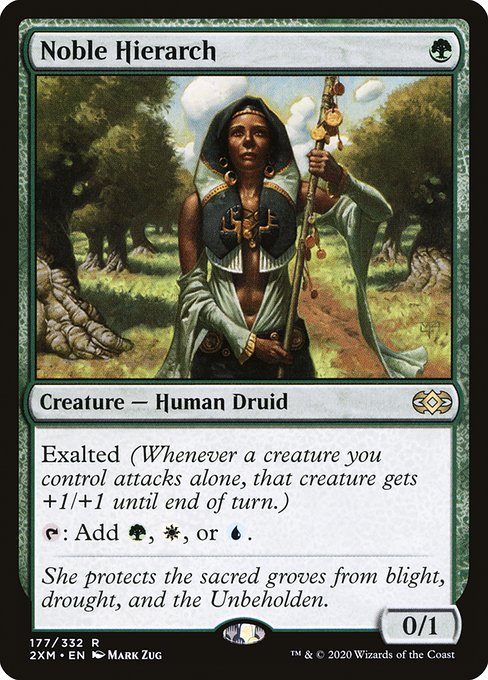 Noble Hierarch
Creature — Human Druid
Exalted (Whenever a creature you
control attacks alone, that creature gets
+1/+1 until end of turn.)
: Add , , or .
She protects the sacred groves from blight,
drought, and the Unbeholden.
0/1
177/332 R
2XM • EN Mark Zug
™ & © 2020 Wizards of the Coast